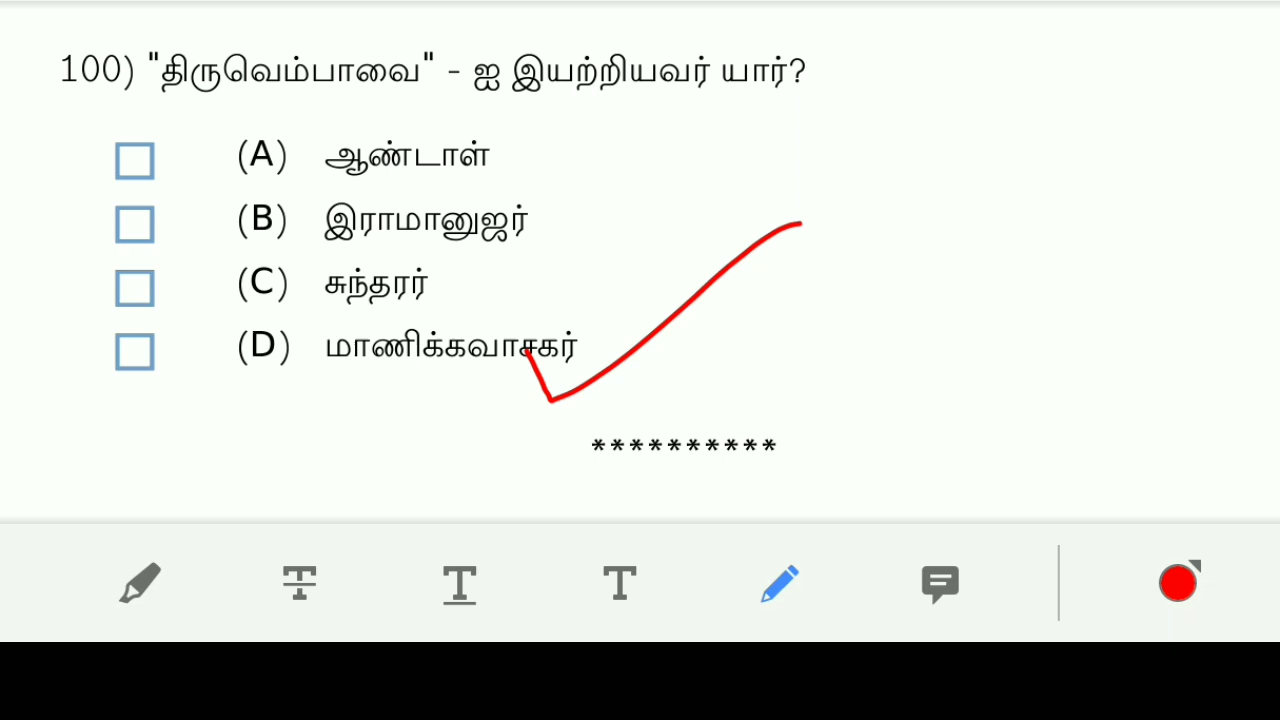 100) "திருவெம்பாவை" - ஐ இயற்றியவர் யார்?
(A) ஆண்டாள்
(B) இராமானுஜர்
(C) சுந்தரர்
(D) மாணிக்கவாசகர்
**********
T T T